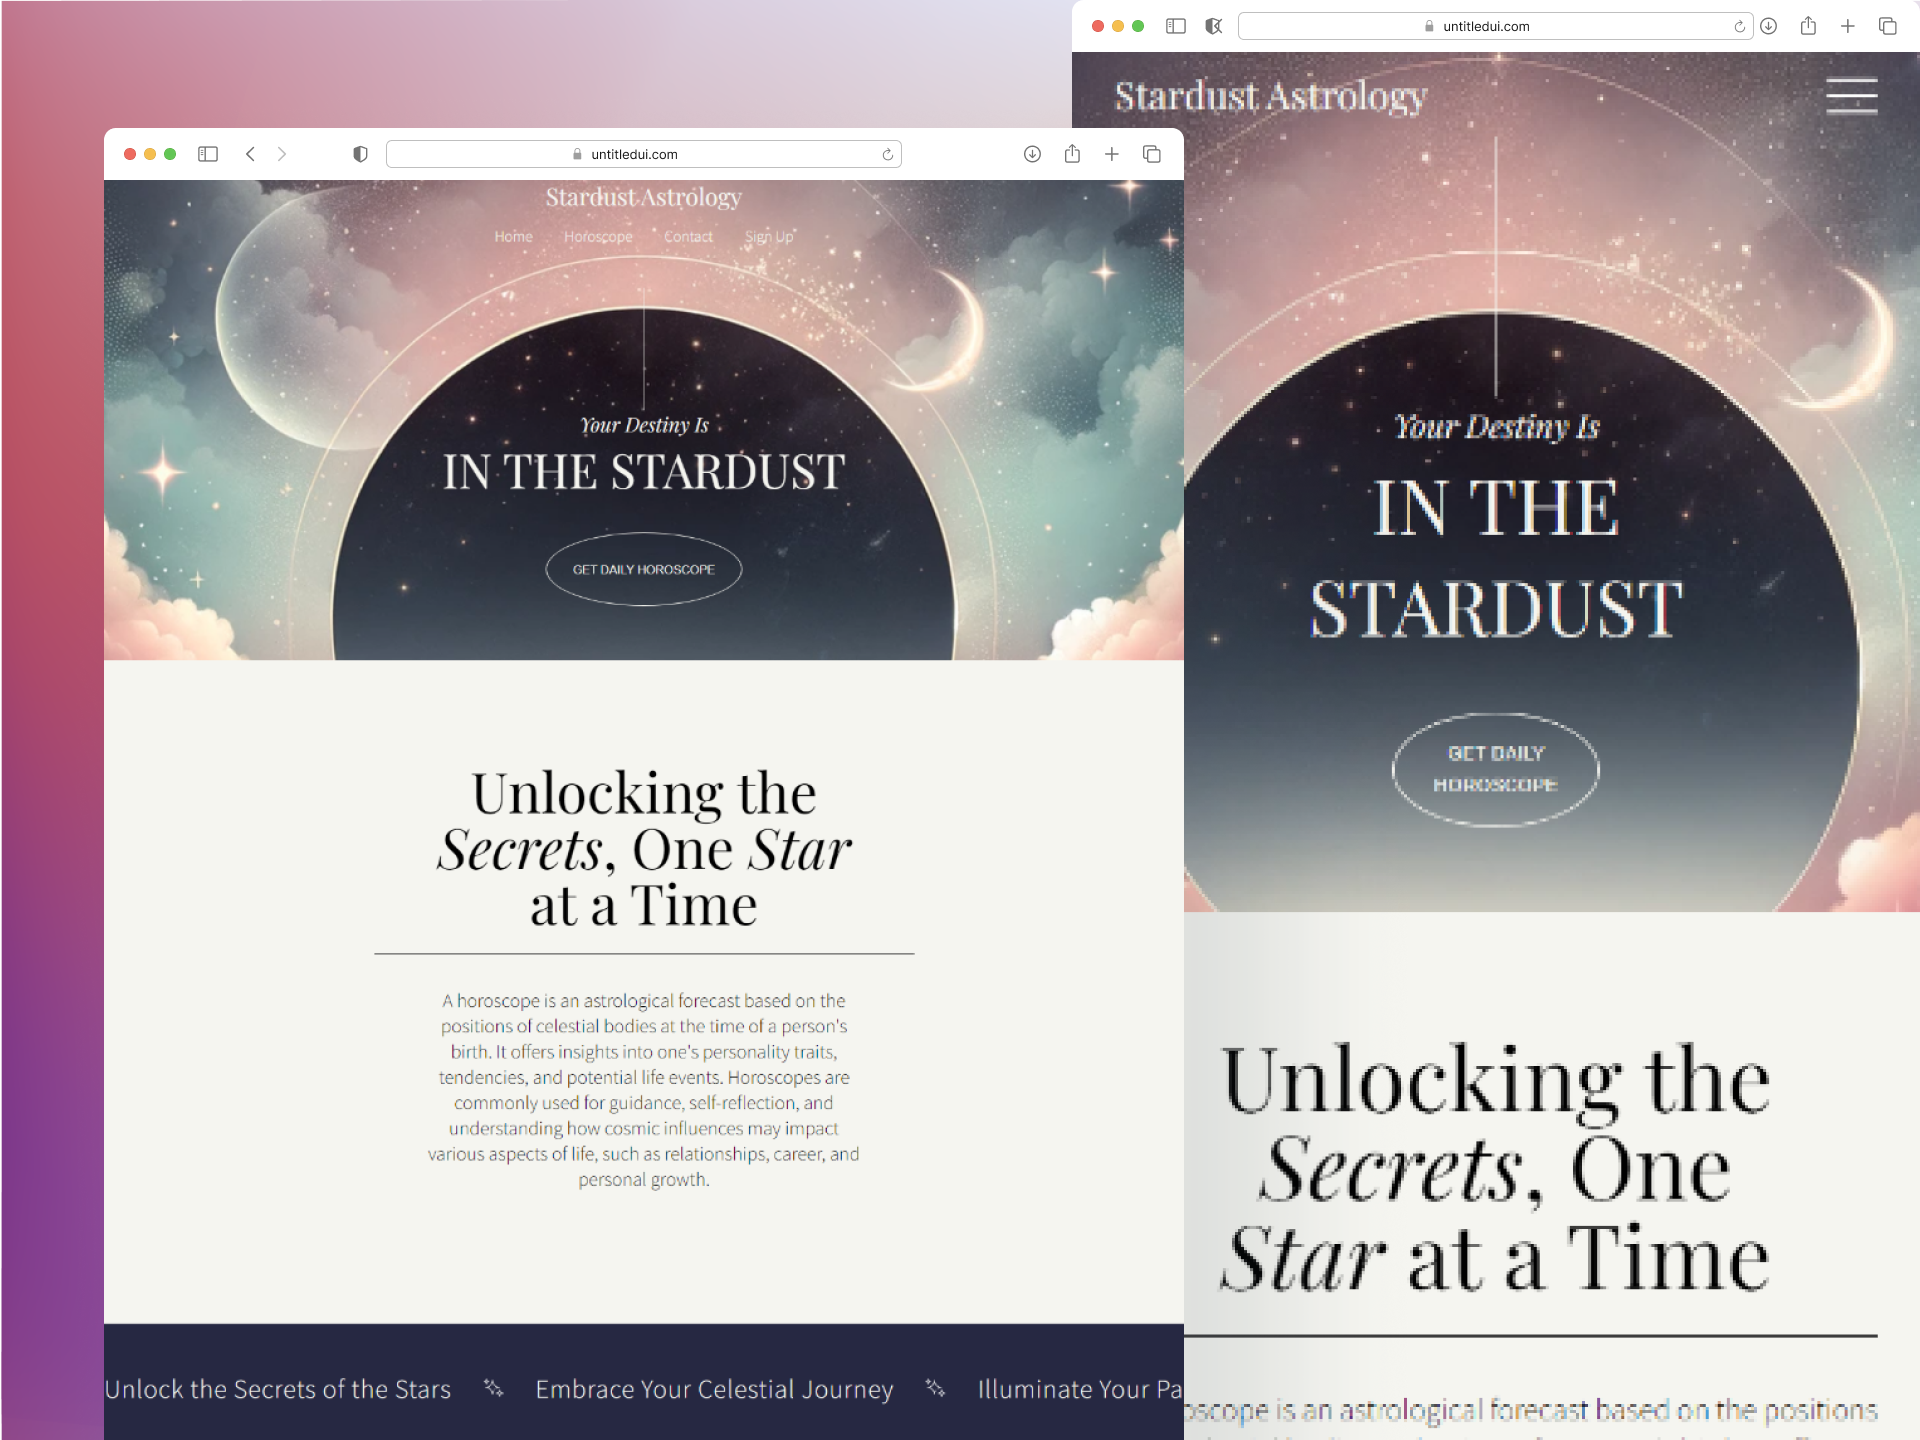 untitledui.com
Stardust Astrology
Home Horoscope Contact Sign Up
Your Destiny Is
IN THE STARDUST
GET DAILY HOROSCOPE
Unlocking the
Secrets, One Star
at a Time
A horoscope is an astrological forecast based on the
positions of celestial bodies at the time of a person's
birth. It offers insights into one's personality traits,
tendencies, and potential life events. Horoscopes are
commonly used for guidance, self-reflection, and
understanding how cosmic influences may impact
various aspects of life, such as relationships, career, and
personal growth.
Unlock the Secrets of the Stars Embrace Your Celestial Journey Illuminate Your Pa
untitledui.com
Stardust Astrology
Your Destiny Is
IN THE
STARDUST
GET DAILY
HOROSCOPE
Unlocking the
Secrets, One
Star at a Time
oscope is an astrological forecast based on the positions